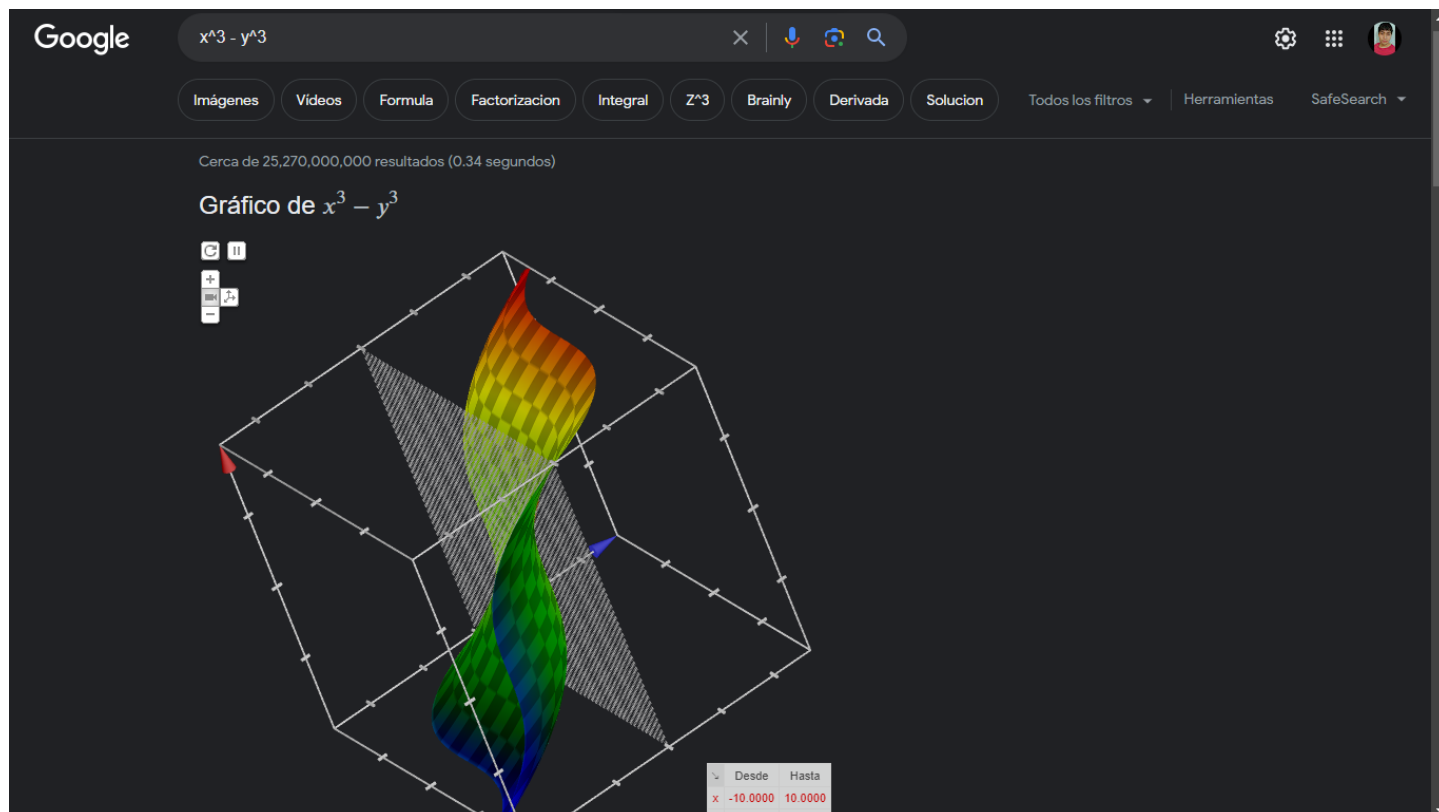 Google
x^3 - y^3
Imágenes Vídeos Formula Factorizacion Integral Z^3 Brainly Derivada Solucion Todos los filtros Herramientas SafeSearch
Cerca de 25,270,000,000 resultados (0.34 segundos)
Gráfico de x³ – y³
Desde Hasta
x -10.0000 10.0000